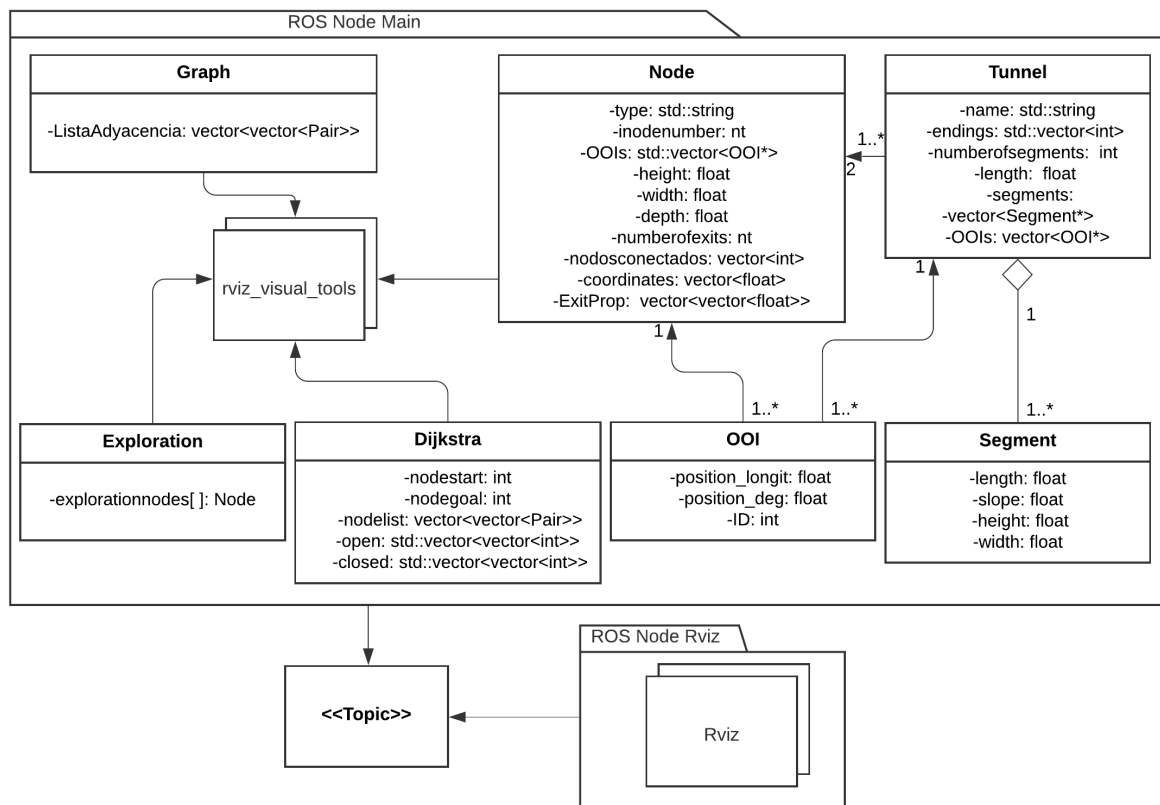 ROS Node Main
Graph
-ListaAdyacencia: vector<vector<Pair>>
Node
-type: std::string
-inodenumber: nt
-OOIs: std::vector<OOI*>
-height: float
-width: float
-depth: float
-numberofexits: nt
-nodosconectados: vector<int>
-coordinates: vector<float>
-ExitProp:  vector<vector<float>>
1..*
2
Tunnel
-name: std::string
-endings: std::vector<int>
-numberofsegments:  int
-length:  float
-segments:
-vector<Segment*>
-OOIs: vector<OOI*>
rviz_visual_tools
1
1
1
1..*
1..*
1..*
Exploration
-explorationnodes[ ]: Node
Dijkstra
-nodestart: int
-nodegoal: int
-nodelist: vector<vector<Pair>>
-open: std::vector<vector<int>>
-closed: std::vector<vector<int>>
OOI
-position_longit: float
-position_deg: float
-ID: int
Segment
-length: float
-slope: float
-height: float
-width: float
<<Topic>>
ROS Node Rviz
Rviz